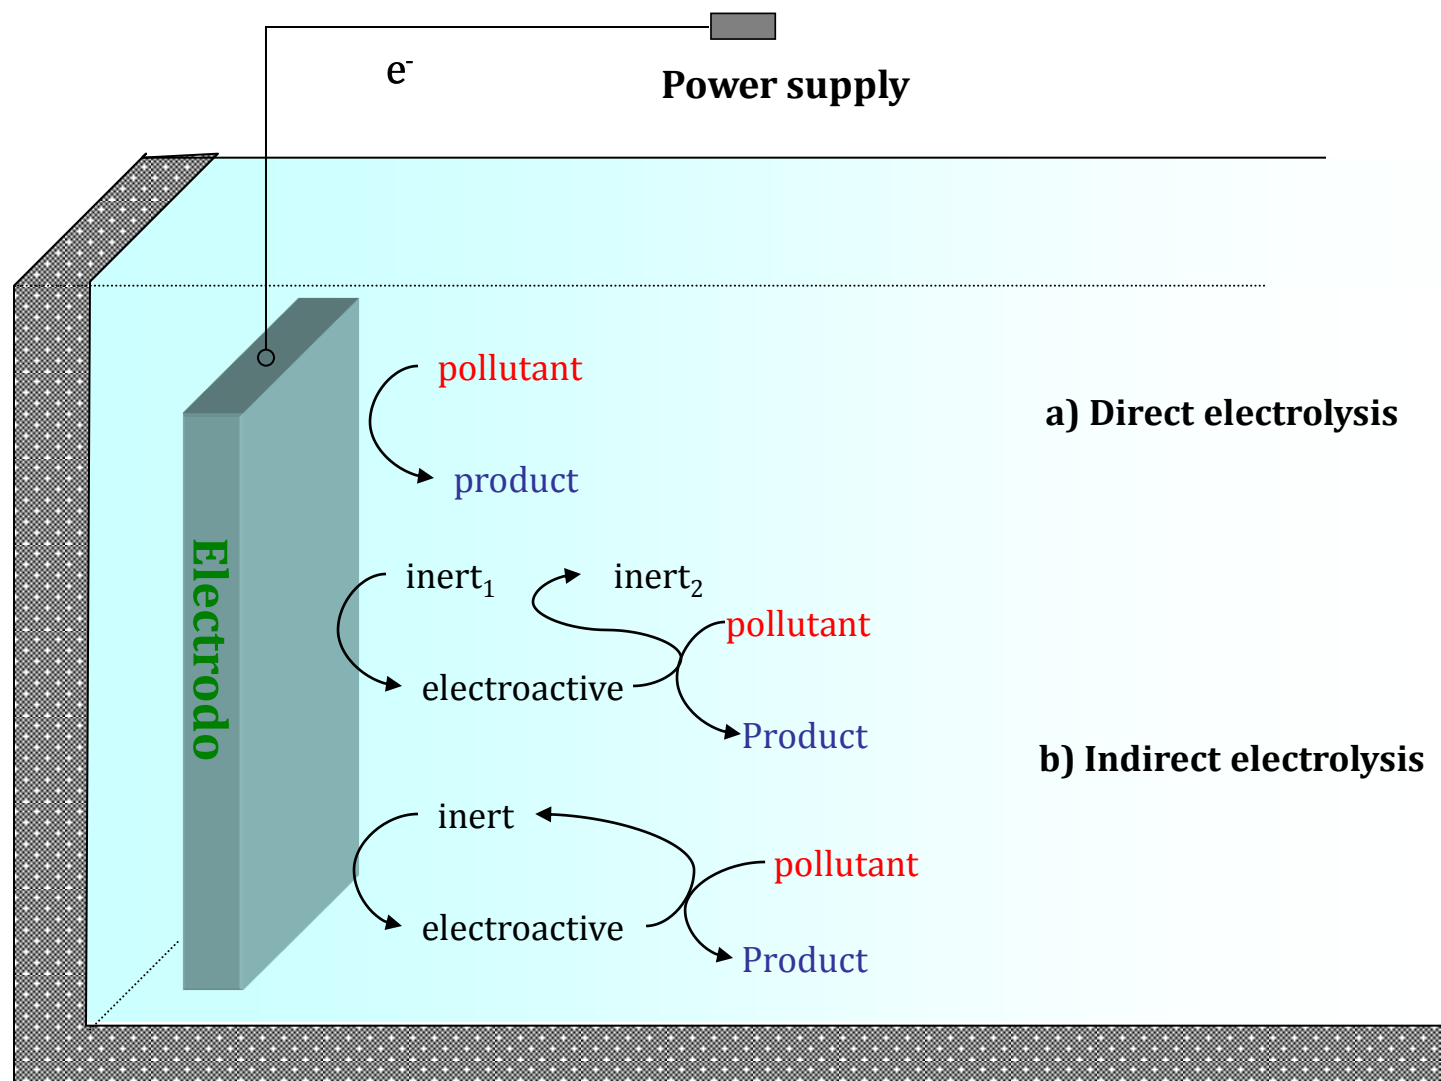 e⁻
Power supply
pollutant
a) Direct electrolysis
product
Electrodo
inert₁
inert₂
pollutant
electroactive
Product
b) Indirect electrolysis
inert
pollutant
electroactive
Product